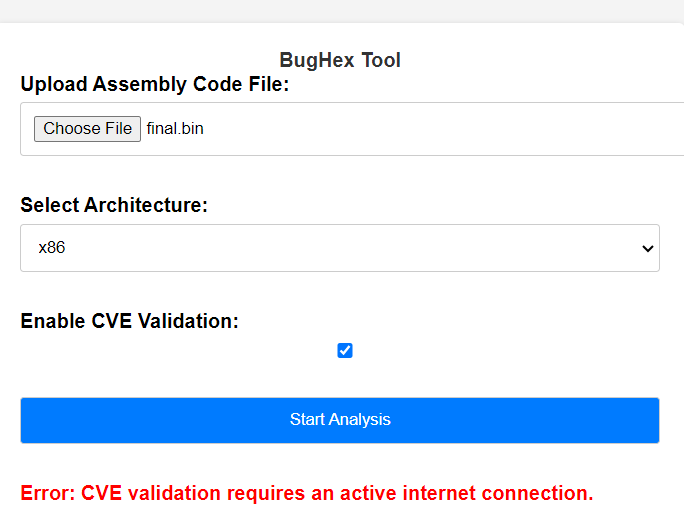 BugHex Tool
Upload Assembly Code File:
Choose File final.bin
Select Architecture:
x86
Enable CVE Validation:
Start Analysis
Error: CVE validation requires an active internet connection.